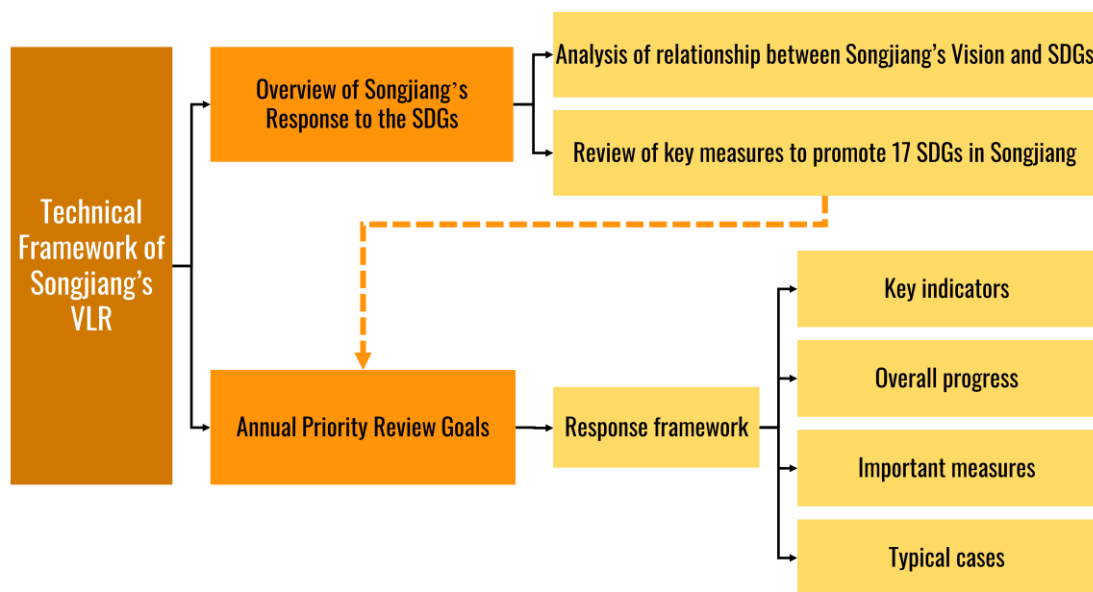 Technical
Framework of
Songjiang’s
VLR
Overview of Songjiang’s
Response to the SDGs
Analysis of relationship between Songjiang’s Vision and SDGs
Review of key measures to promote 17 SDGs in Songjiang
Annual Priority Review Goals
Response framework
Key indicators
Overall progress
Important measures
Typical cases